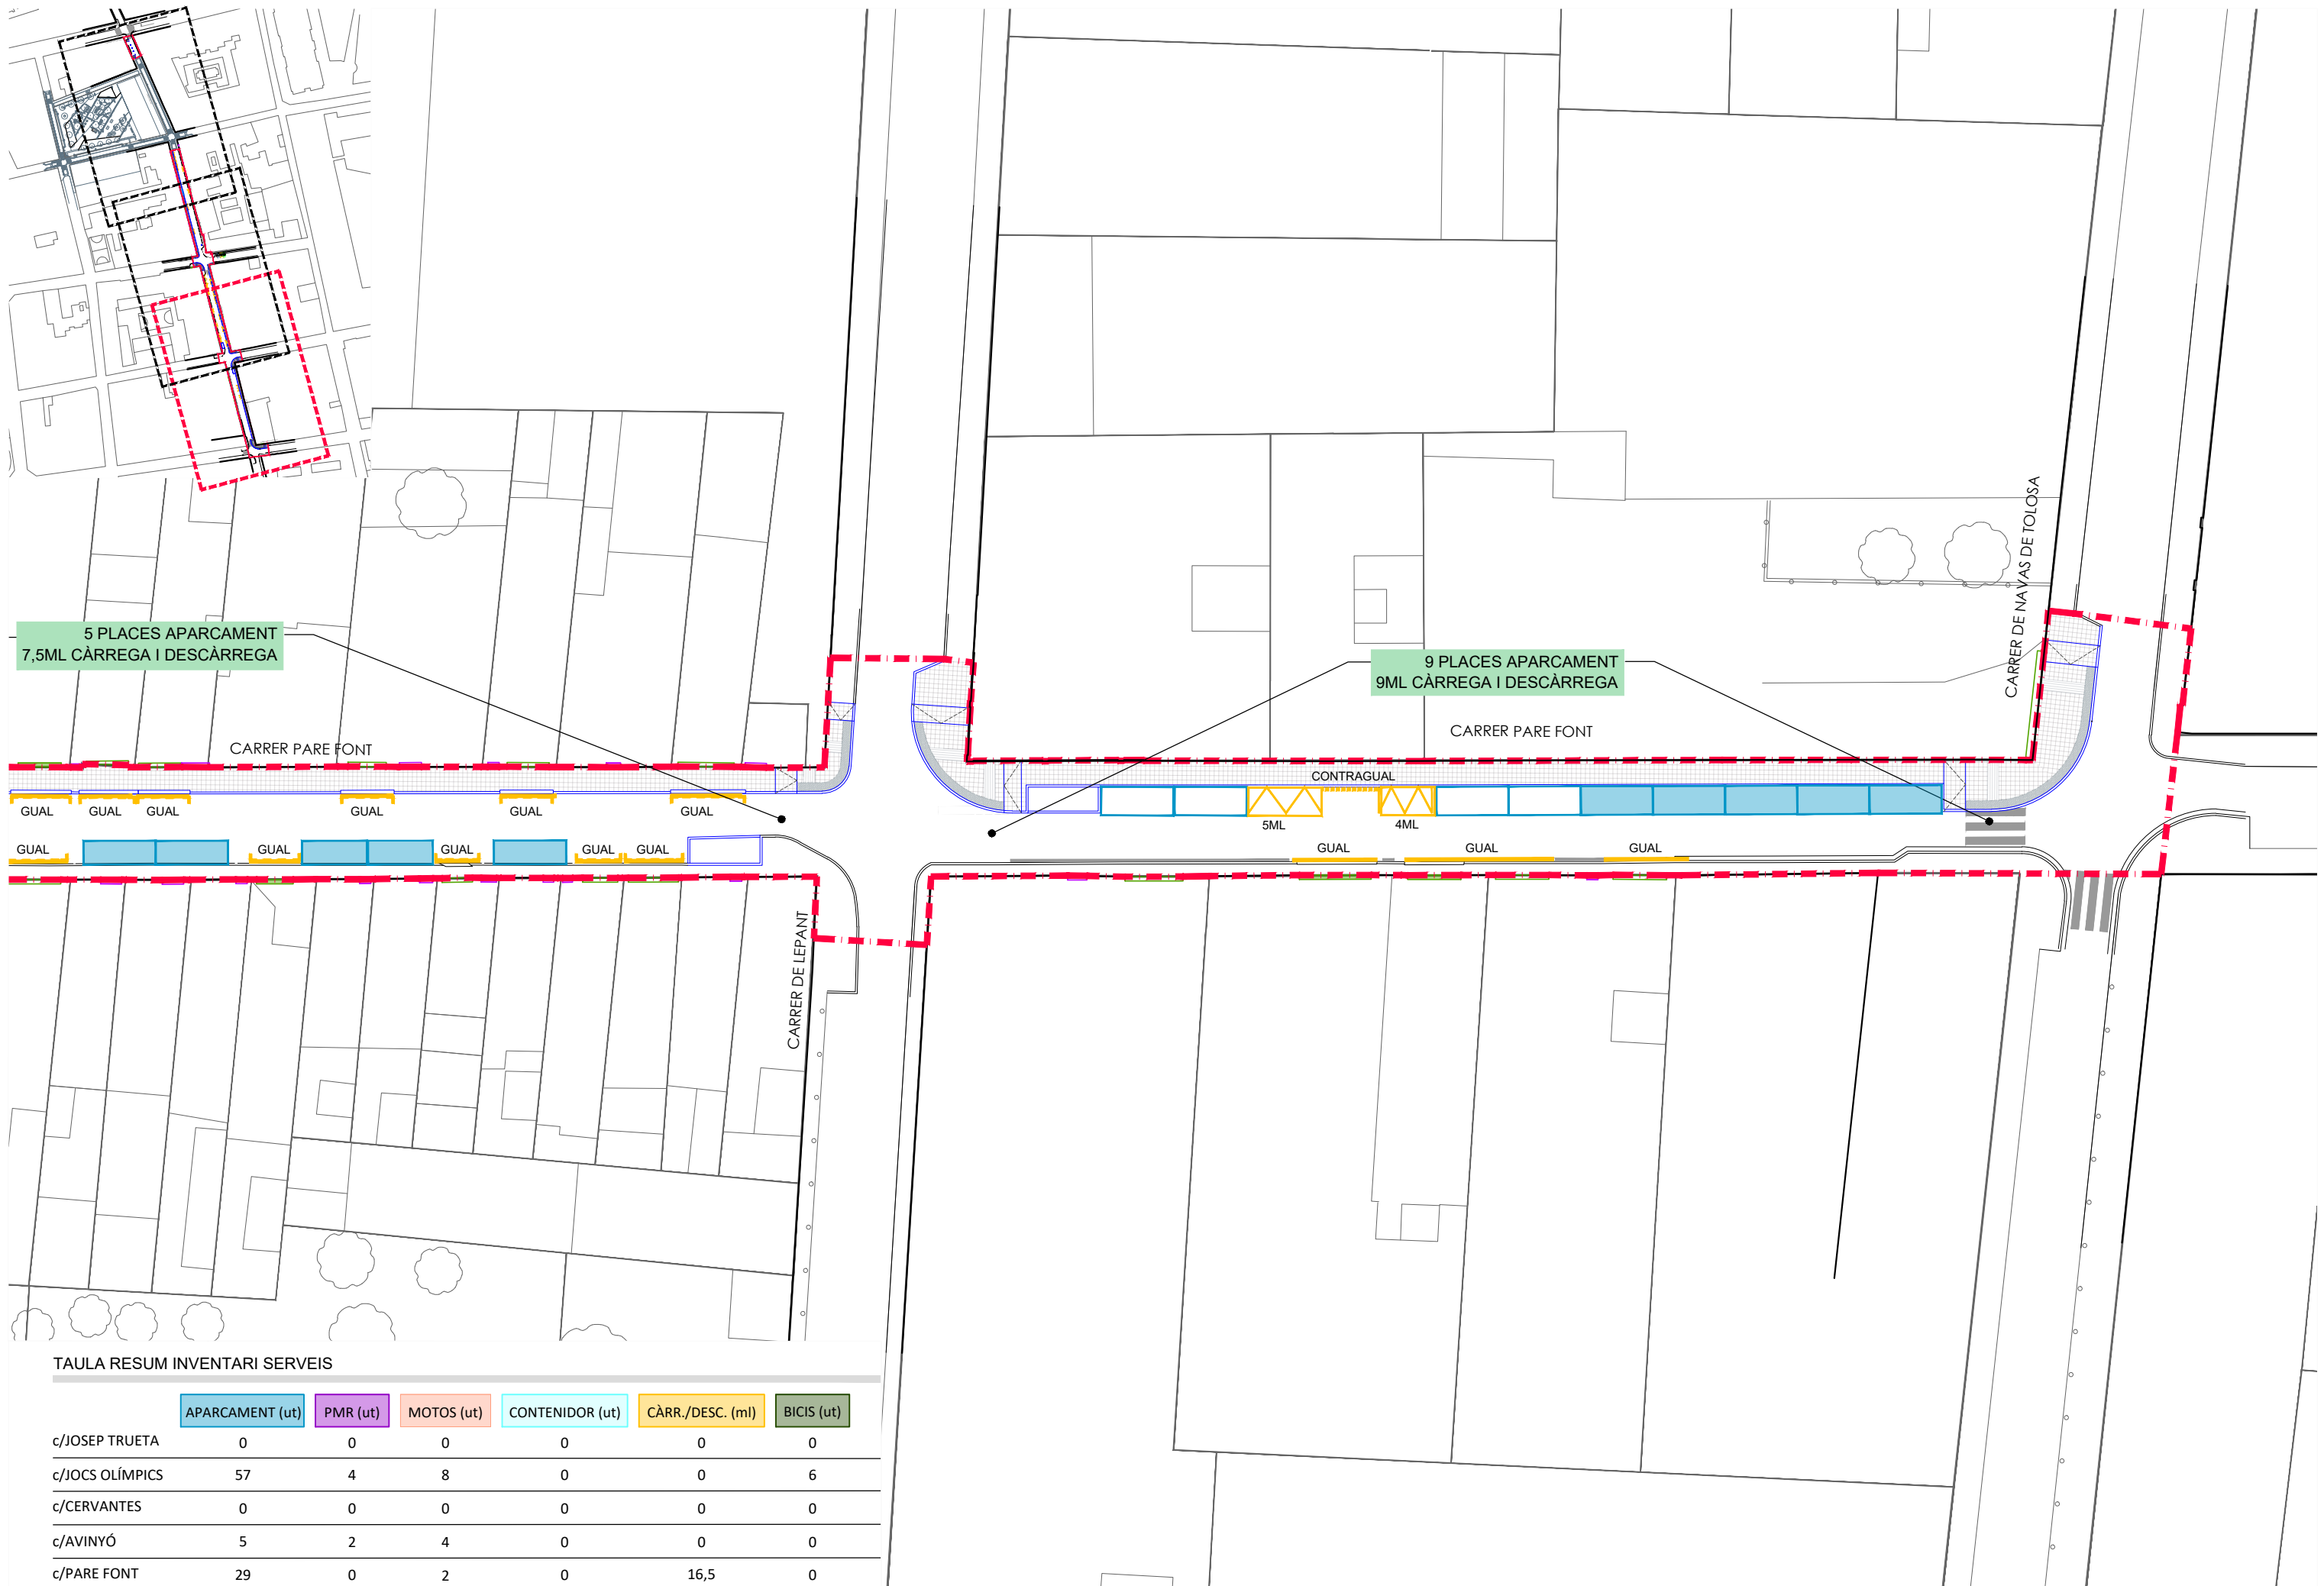 CARRER DE NAVAS DE TOLOSA
5 PLACES APARCAMENT
7,5ML CÀRREGA I DESCÀRREGA
9 PLACES APARCAMENT
9ML CÀRREGA I DESCÀRREGA
CARRER PARE FONT
CARRER PARE FONT
CONTRAGUAL
GUAL
GUAL
GUAL
GUAL
GUAL
GUAL
5ML
4ML
GUAL
GUAL
GUAL
GUAL
GUAL
GUAL
GUAL
GUAL
CARRER DE LEPANT
TAULA RESUM INVENTARI SERVEIS
APARCAMENT (ut) PMR (ut) MOTOS (ut) CONTENIDOR (ut) CÀRR./DESC. (ml) BICIS (ut)
c/JOSEP TRUETA 0 0 0 0 0 0
c/JOCS OLÍMPICS 57 4 8 0 0 6
c/CERVANTES 0 0 0 0 0 0
c/AVINYÓ 5 2 4 0 0 0
c/PARE FONT 29 0 2 0 16,5 0